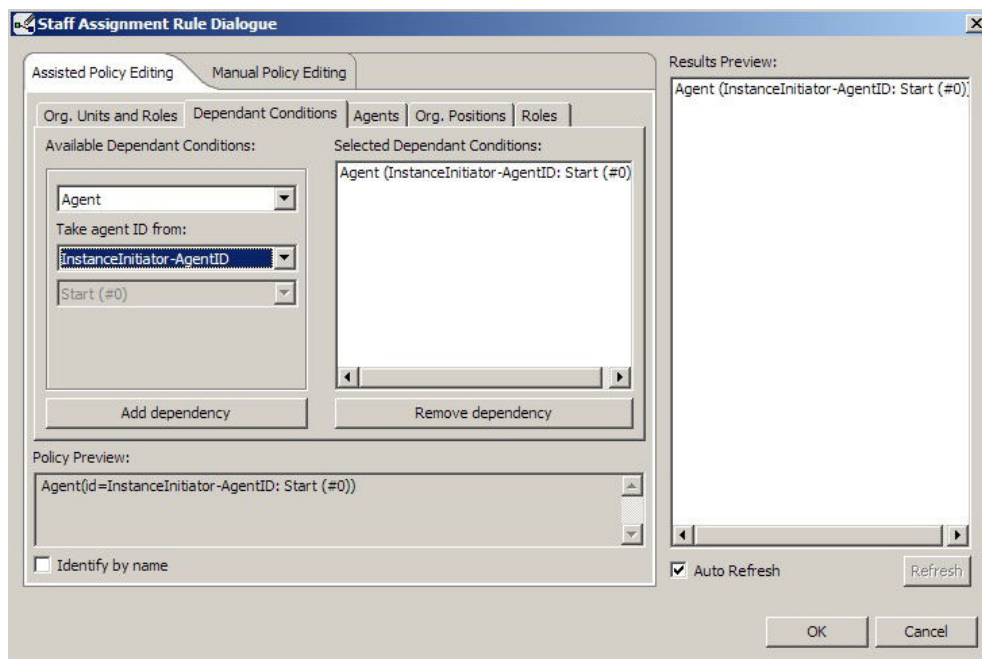 Staff Assignment Rule Dialogue
Assisted Policy Editing
Manual Policy Editing
Org. Units and Roles
Dependant Conditions
Agents
Org. Positions
Roles
Available Dependant Conditions:
Agent
Take agent ID from:
InstanceInitiator-AgentID
Start (#0)
Add dependency
Selected Dependant Conditions:
Agent (InstanceInitiator-AgentID: Start (#0)
Remove dependency
Policy Preview:
Agent(id=InstanceInitiator-AgentID: Start (#0))
Identify by name
Results Preview:
Agent (InstanceInitiator-AgentID: Start (#0))
Auto Refresh
Refresh
OK
Cancel